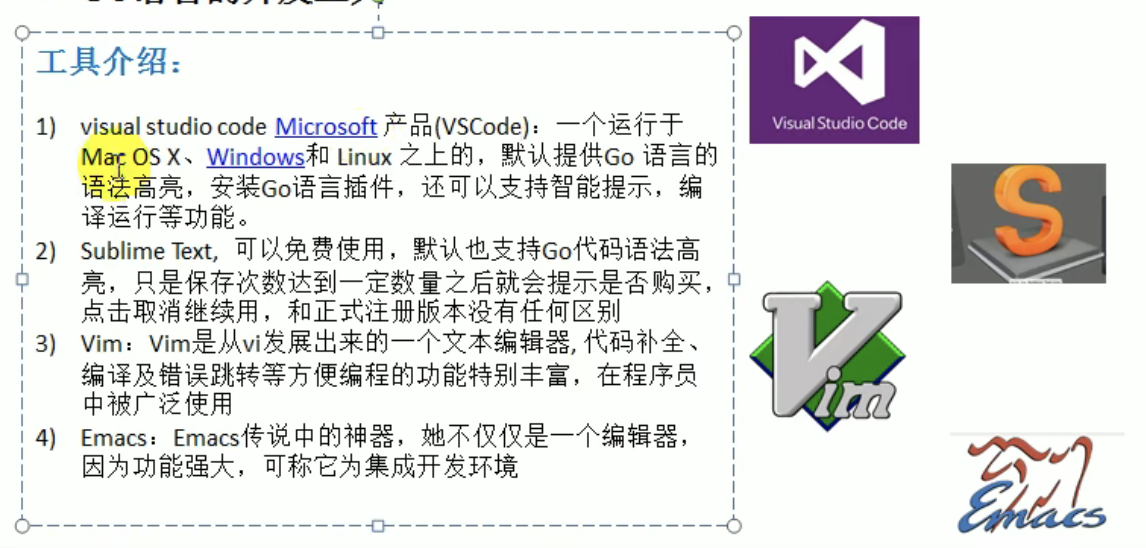 Go语言的开发工具
工具介绍：
1) visual studio code Microsoft 产品(VSCode)：一个运行于
Mac OS X、Windows和 Linux 之上的，默认提供Go 语言的
语法高亮，安装Go语言插件，还可以支持智能提示，编
译运行等功能。
2) Sublime Text, 可以免费使用，默认也支持Go代码语法高
亮，只是保存次数达到一定数量之后就会提示是否购买，
点击取消继续用，和正式注册版本没有任何区别
3) Vim：Vim是从vi发展出来的一个文本编辑器, 代码补全、
编译及错误跳转等方便编程的功能特别丰富，在程序员
中被广泛使用
4) Emacs：Emacs传说中的神器，她不仅仅是一个编辑器，
因为功能强大，可称它为集成开发环境
Visual Studio Code
S
Vim
Emacs